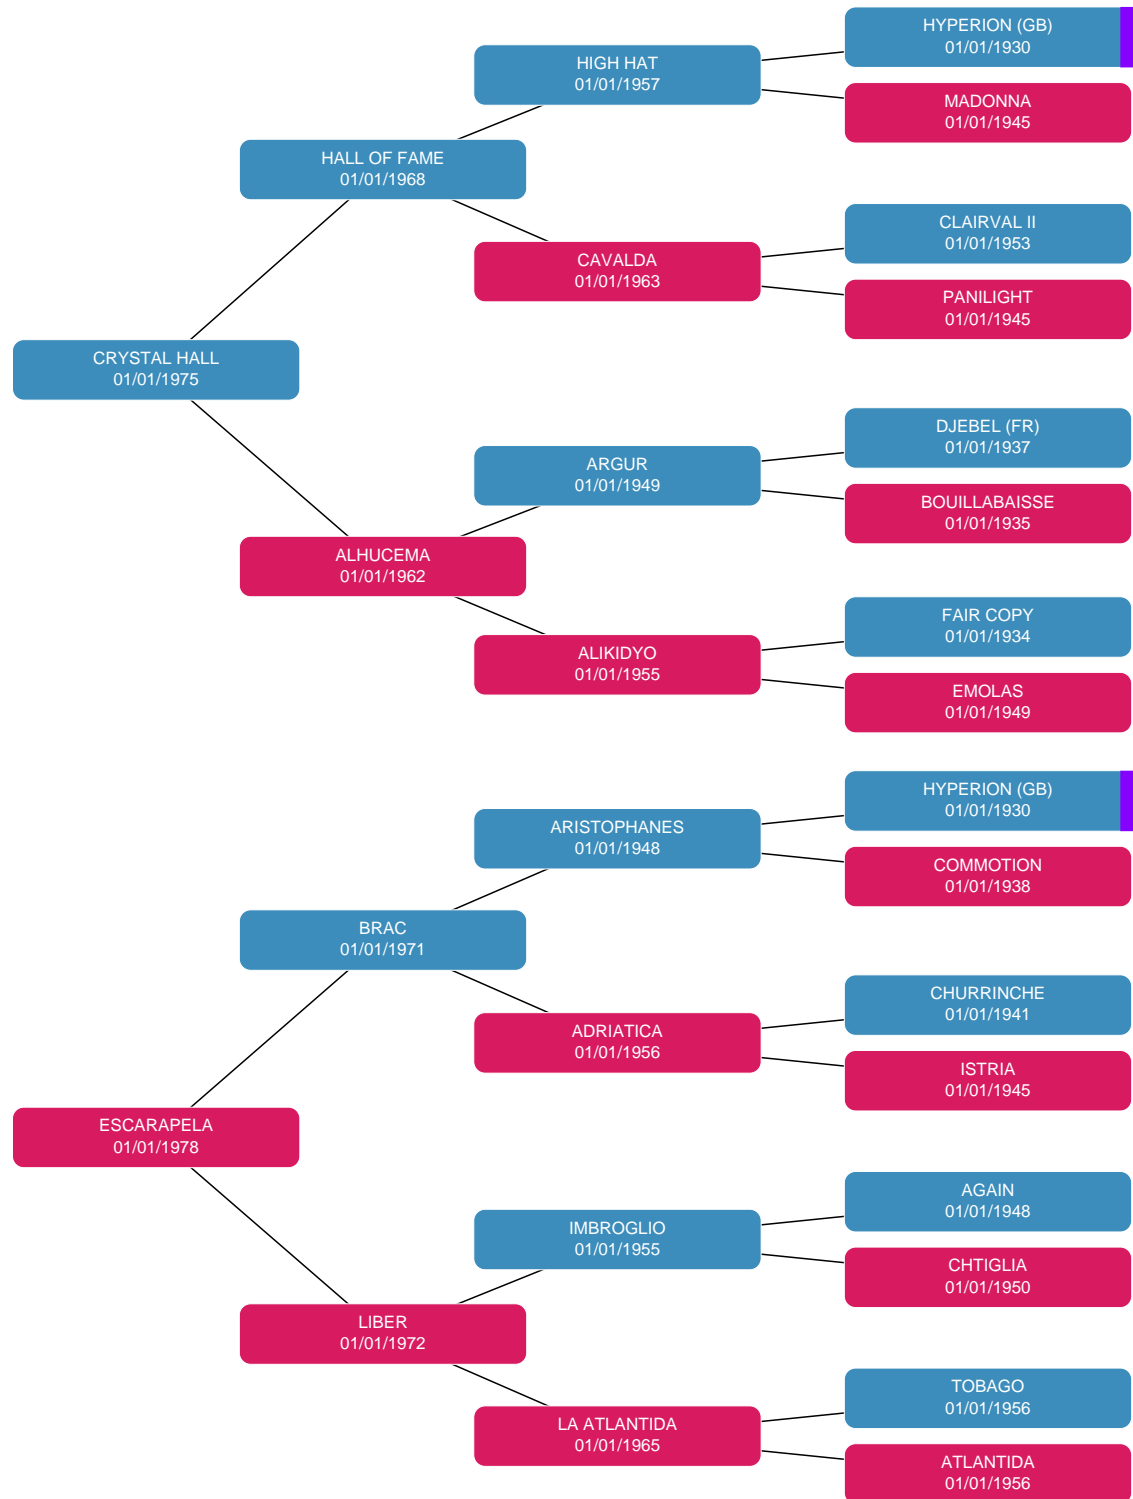 HYPERION (GB)
01/01/1930
HIGH HAT
01/01/1957
MADONNA
01/01/1945
HALL OF FAME
01/01/1968
CLAIRVAL II
01/01/1953
CAVALDA
01/01/1963
PANILIGHT
01/01/1945
CRYSTAL HALL
01/01/1975
DJEBEL (FR)
01/01/1937
ARGUR
01/01/1949
BOUILLABAISSE
01/01/1935
ALHUCEMA
01/01/1962
FAIR COPY
01/01/1934
ALIKIDYO
01/01/1955
EMOLAS
01/01/1949
HYPERION (GB)
01/01/1930
ARISTOPHANES
01/01/1948
COMMOTION
01/01/1938
BRAC
01/01/1971
CHURRINCHE
01/01/1941
ADRIATICA
01/01/1956
ISTRIA
01/01/1945
ESCARAPELA
01/01/1978
AGAIN
01/01/1948
IMBROGLIO
01/01/1955
CHTIGLIA
01/01/1950
LIBER
01/01/1972
TOBAGO
01/01/1956
LA ATLANTIDA
01/01/1965
ATLANTIDA
01/01/1956